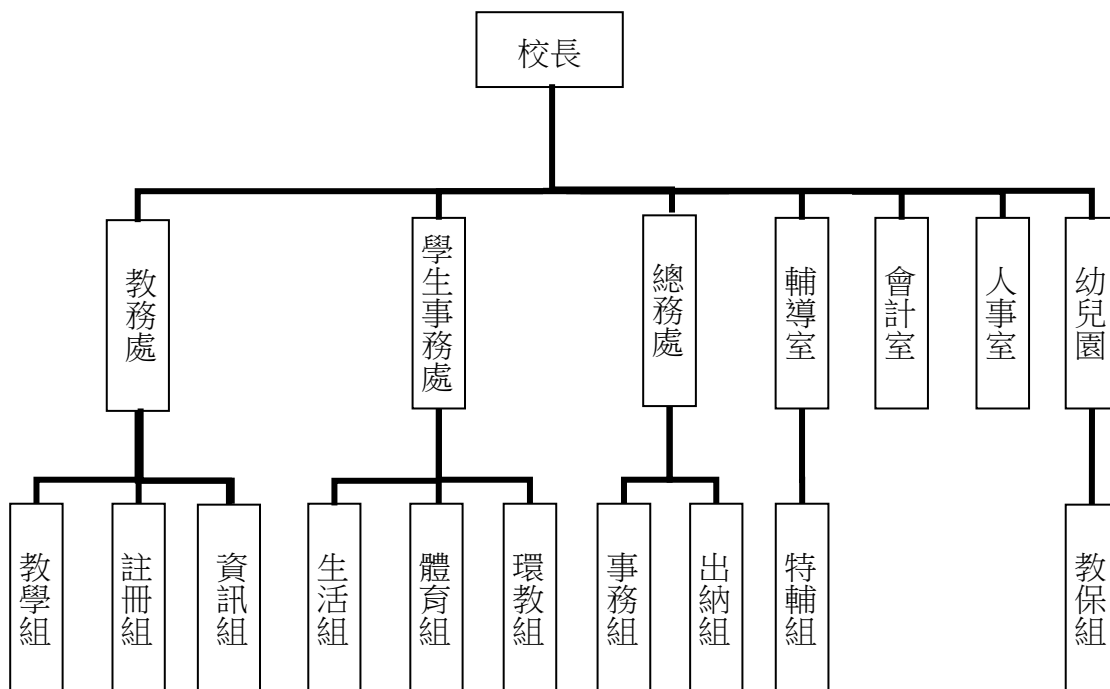 校長
教務處
學生事務處
總務處
輔導室
會計室
人事室
幼兒園
教學組
註冊組
資訊組
生活組
體育組
環教組
事務組
出納組
特輔組
教保組